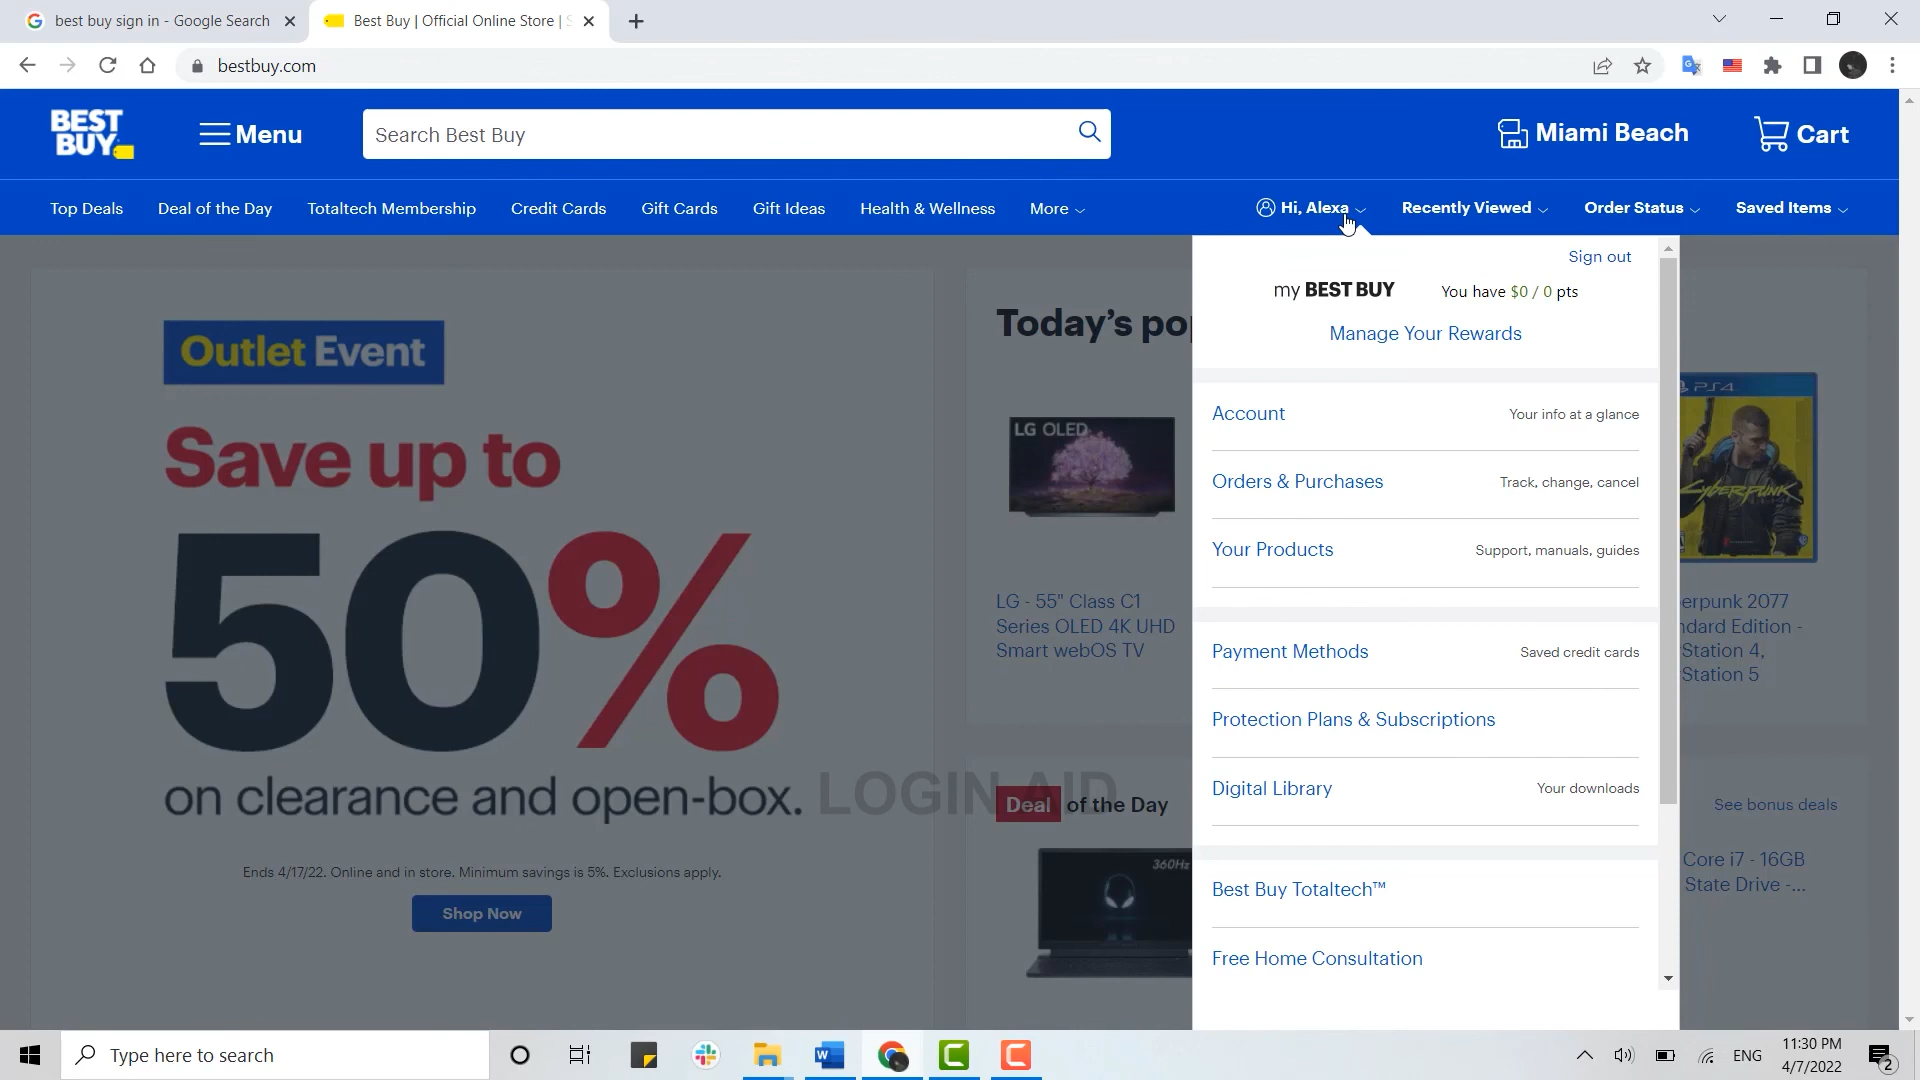 best buy sign in - Google Search
Best Buy | Official Online Store |
bestbuy.com
BEST
BUY
Menu
Search Best Buy
Miami Beach
Cart
Top Deals
Deal of the Day
Totaltech Membership
Credit Cards
Gift Cards
Gift Ideas
Health & Wellness
More
Hi, Alexa
Recently Viewed
Order Status
Saved Items
Sign out
my BEST BUY
You have $0 / 0 pts
Manage Your Rewards
Account
Your info at a glance
Orders & Purchases
Track, change, cancel
Your Products
Support, manuals, guides
Payment Methods
Saved credit cards
Protection Plans & Subscriptions
Digital Library
Your downloads
Best Buy Totaltech™
Free Home Consultation
Outlet Event
Save up to
50%
on clearance and open-box.
Ends 4/17/22. Online and in store. Minimum savings is 5%. Exclusions apply.
Shop Now
LOGIN AID
Today's
LG OLED
LG - 55" Class C1
Series OLED 4K UHD
Smart webOS TV
PS4
Cyberpunk
2077
Edition -
Station 4,
Station 5
Deal of the Day
See bonus deals
360Hz
Core i7 - 16GB
State Drive -...
Type here to search
ENG
11:30 PM
4/7/2022
2